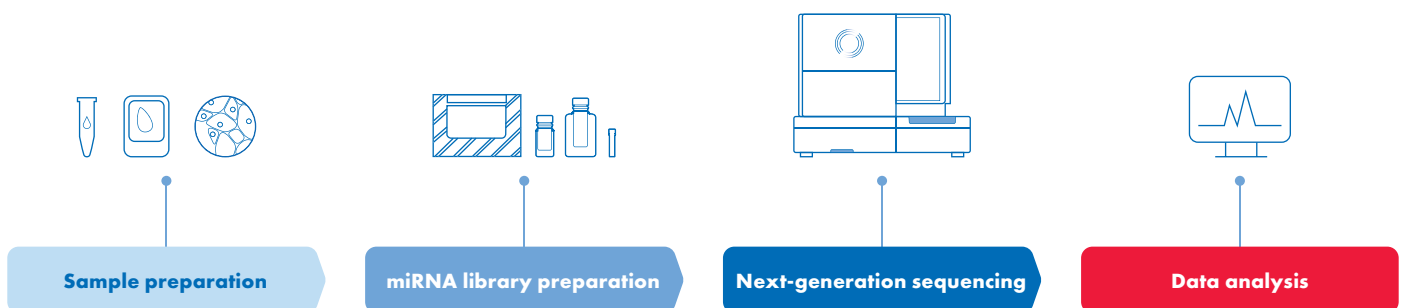 Sample preparation
miRNA library preparation
Next-generation sequencing
Data analysis